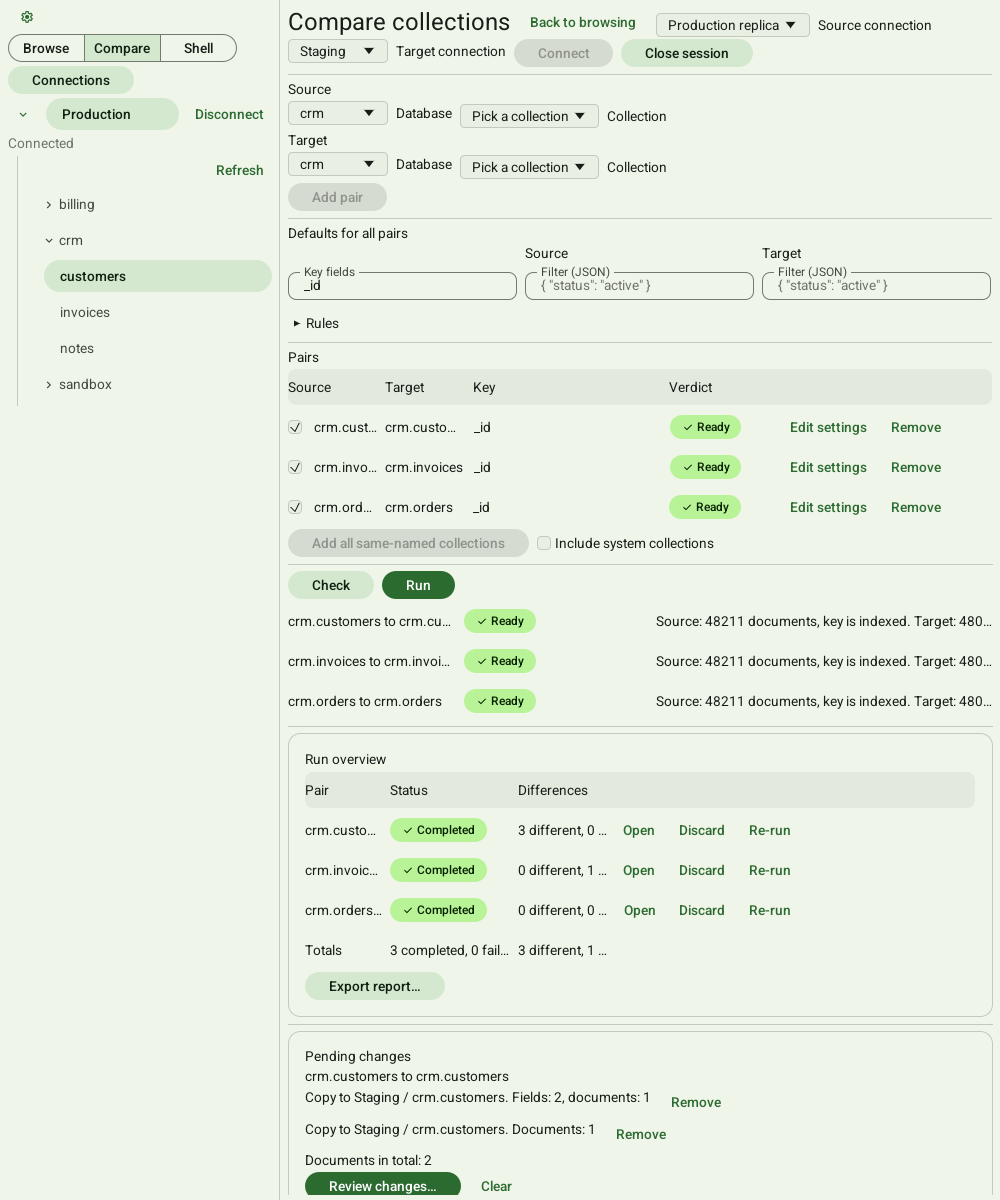 Browse Compare Shell
Connections
Production Disconnect
Connected
Refresh
billing
crm
customers
invoices
notes
sandbox
Compare collections Back to browsing Production replica Source connection
Staging Target connection Connect Close session
Source
crm Database Pick a collection Collection
Target
crm Database Pick a collection Collection
Add pair
Defaults for all pairs
Source Target
Key fields Filter (JSON) Filter (JSON)
_id { "status": "active" } { "status": "active" }
Rules
Pairs
Source Target Key Verdict
crm.cust… crm.custo… _id Ready Edit settings Remove
crm.invo… crm.invoices _id Ready Edit settings Remove
crm.ord… crm.orders _id Ready Edit settings Remove
Add all same-named collections Include system collections
Check Run
crm.customers to crm.cu… Ready Source: 48211 documents, key is indexed. Target: 480…
crm.invoices to crm.invoi… Ready Source: 48211 documents, key is indexed. Target: 480…
crm.orders to crm.orders Ready Source: 48211 documents, key is indexed. Target: 480…
Run overview
Pair Status Differences
crm.custo… Completed 3 different, 0 … Open Discard Re-run
crm.invoic… Completed 0 different, 1 … Open Discard Re-run
crm.orders… Completed 0 different, 0 … Open Discard Re-run
Totals 3 completed, 0 fail… 3 different, 1 …
Export report…
Pending changes
crm.customers to crm.customers
Copy to Staging / crm.customers. Fields: 2, documents: 1 Remove
Copy to Staging / crm.customers. Documents: 1 Remove
Documents in total: 2
Review changes… Clear